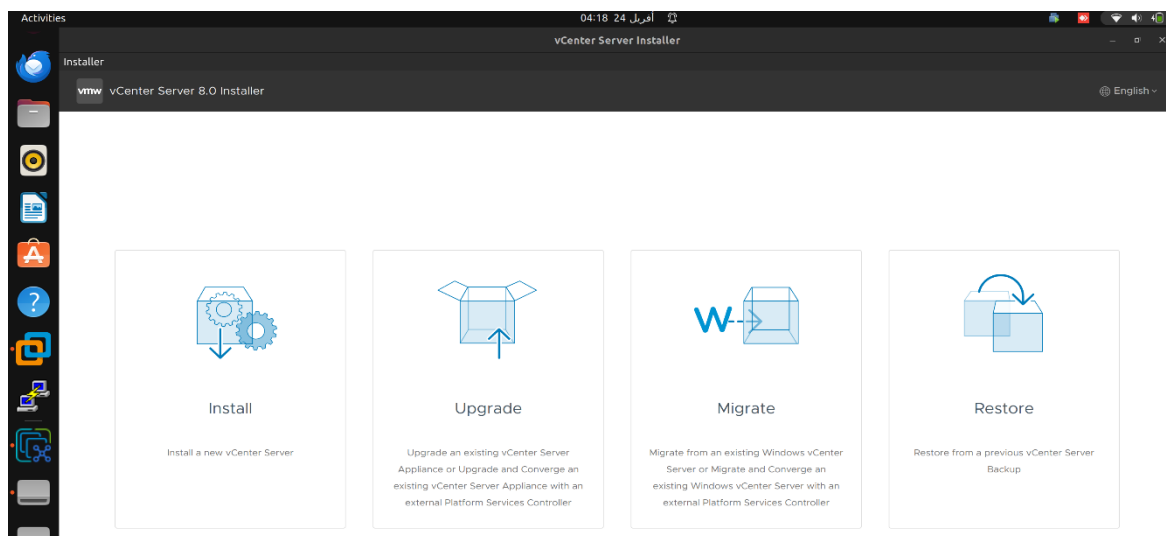 Activities
04:18 24 أفريل
vCenter Server Installer
Installer
vmw vCenter Server 8.0 Installer
English
Install
Install a new vCenter Server
Upgrade
Upgrade an existing vCenter Server
Appliance or Upgrade and Converge an
existing vCenter Server Appliance with an
external Platform Services Controller
Migrate
Migrate from an existing Windows vCenter
Server or Migrate and Converge an
existing Windows vCenter Server with an
external Platform Services Controller
Restore
Restore from a previous vCenter Server
Backup